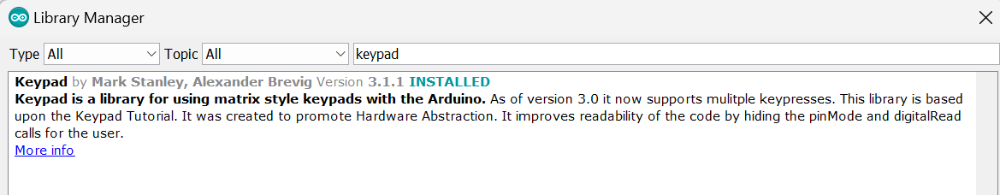 Library Manager
Type All Topic All keypad
Keypad by Mark Stanley, Alexander Brevig Version 3.1.1 INSTALLED
Keypad is a library for using matrix style keypads with the Arduino. As of version 3.0 it now supports mulitple keypresses. This library is based
upon the Keypad Tutorial. It was created to promote Hardware Abstraction. It improves readability of the code by hiding the pinMode and digitalRead
calls for the user.
More info